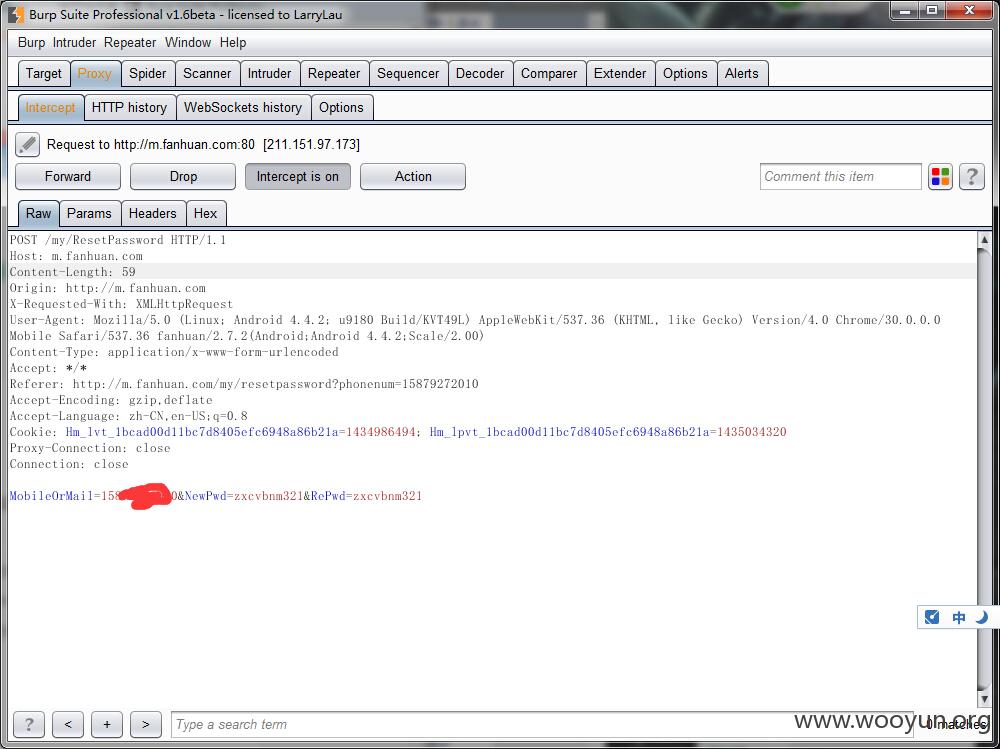 Burp Suite Professional v1.6beta - licensed to LarryLau
Burp Intruder Repeater Window Help
Target Proxy Spider Scanner Intruder Repeater Sequencer Decoder Comparer Extender Options Alerts
Intercept HTTP history WebSockets history Options
Request to http://m.fanhuan.com:80 [211.151.97.173]
Forward Drop Intercept is on Action Comment this item ?
Raw Params Headers Hex
POST /my/ResetPassword HTTP/1.1
Host: m.fanhuan.com
Content-Length: 59
Origin: http://m.fanhuan.com
X-Requested-With: XMLHttpRequest
User-Agent: Mozilla/5.0 (Linux; Android 4.4.2; u9180 Build/KVT49L) AppleWebKit/537.36 (KHTML, like Gecko) Version/4.0 Chrome/30.0.0.0
Mobile Safari/537.36 fanhuan/2.7.2(Android;Android 4.4.2;Scale/2.00)
Content-Type: application/x-www-form-urlencoded
Accept: */*
Referer: http://m.fanhuan.com/my/resetpassword?phonenum=15879272010
Accept-Encoding: gzip,deflate
Accept-Language: zh-CN,en-US;q=0.8
Cookie: Hm_lvt_1bcad00d11bc7d8405efc6948a86b21a=1434986494; Hm_lpvt_1bcad00d11bc7d8405efc6948a86b21a=1435034320
Proxy-Connection: close
Connection: close
MobileOrMail=158 0&NewPwd=zxcvbnm321&RePwd=zxcvbnm321
中
? < + > Type a search term 0 matches
www.wooyun.org